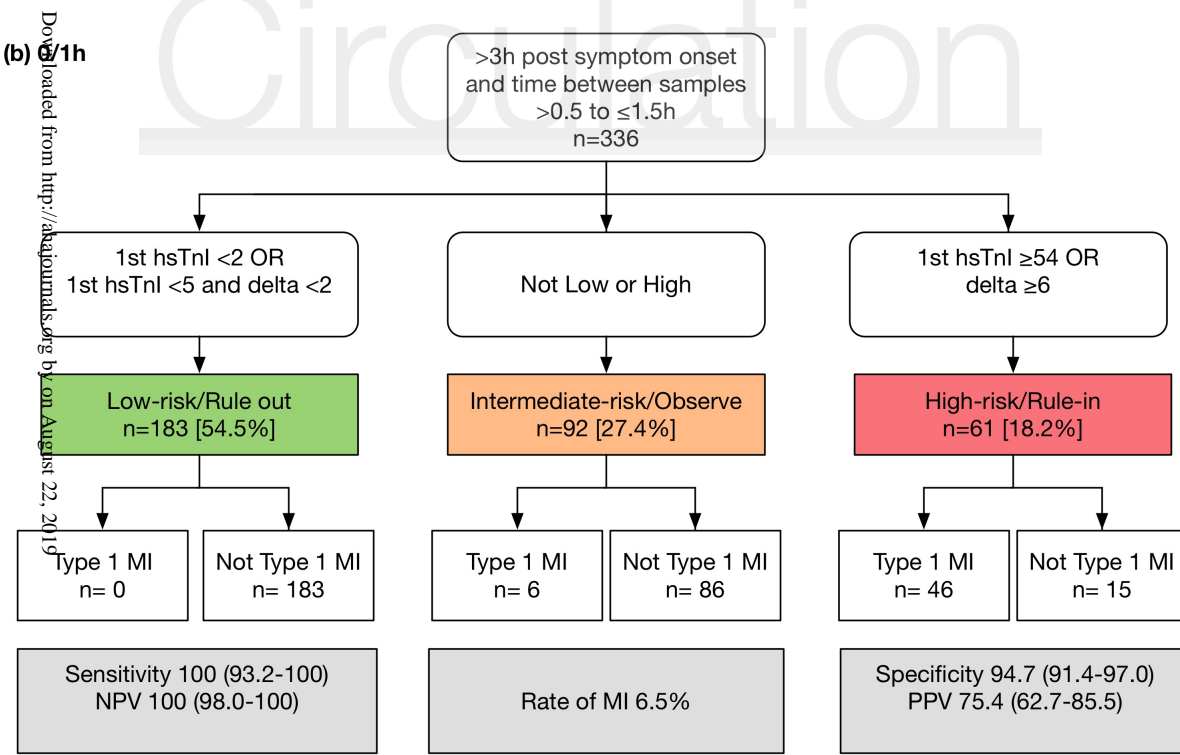 Circulation
Downloaded from http://ahajournals.org by on August 22, 2019
(b) 0/1h
>3h post symptom onset
and time between samples
>0.5 to ≤1.5h
n=336
1st hsTnI <2 OR
1st hsTnI <5 and delta <2
Not Low or High
1st hsTnI ≥54 OR
delta ≥6
Low-risk/Rule out
n=183 [54.5%]
Intermediate-risk/Observe
n=92 [27.4%]
High-risk/Rule-in
n=61 [18.2%]
Type 1 MI
n= 0
Not Type 1 MI
n= 183
Type 1 MI
n= 6
Not Type 1 MI
n= 86
Type 1 MI
n= 46
Not Type 1 MI
n= 15
Sensitivity 100 (93.2-100)
NPV 100 (98.0-100)
Rate of MI 6.5%
Specificity 94.7 (91.4-97.0)
PPV 75.4 (62.7-85.5)